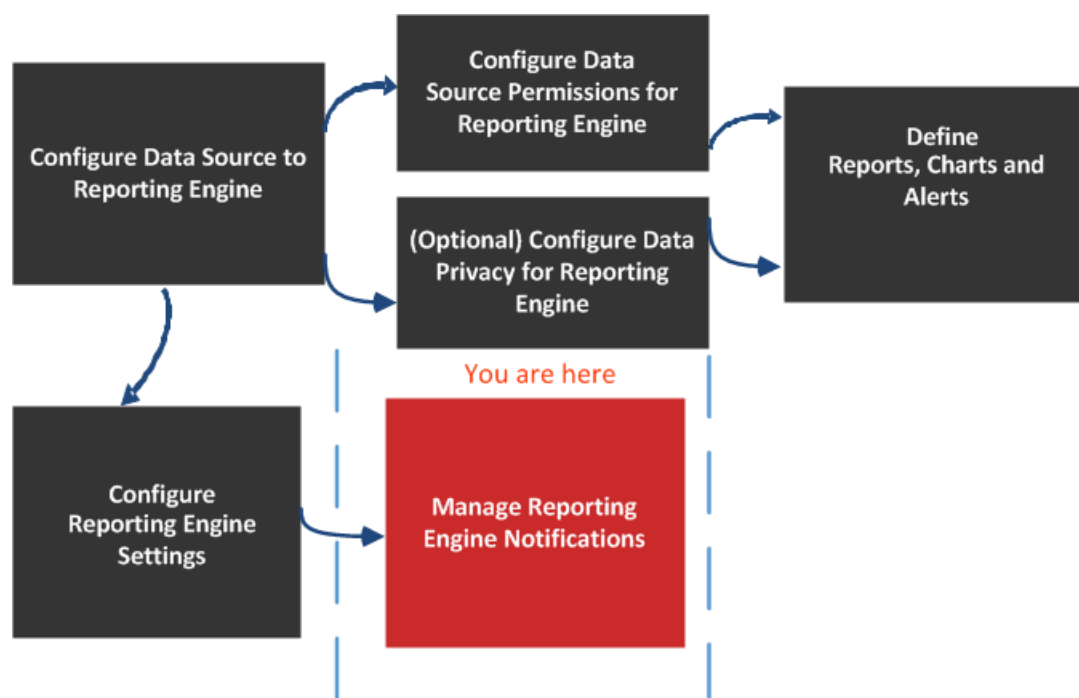 Configure Data Source to
Reporting Engine
Configure Data
Source Permissions for
Reporting Engine
(Optional) Configure Data
Privacy for Reporting
Engine
Define
Reports, Charts and
Alerts
You are here
Configure
Reporting Engine
Settings
Manage Reporting
Engine Notifications